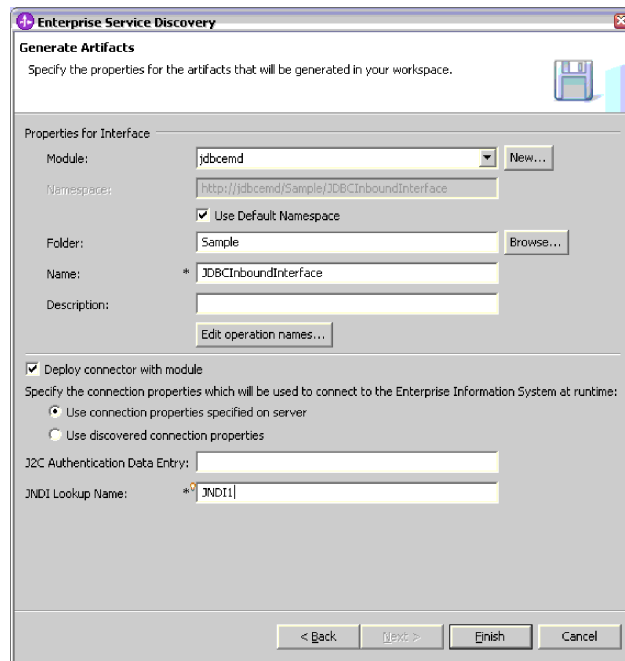 Enterprise Service Discovery
Generate Artifacts
Specify the properties for the artifacts that will be generated in your workspace.
Properties for Interface
Module: jdbcemd New...
Namespace: http://jdbcemd/Sample/JDBCInboundInterface
Use Default Namespace
Folder: Sample Browse...
Name: * JDBCInboundInterface
Description:
Edit operation names...
Deploy connector with module
Specify the connection properties which will be used to connect to the Enterprise Information System at runtime:
Use connection properties specified on server
Use discovered connection properties
J2C Authentication Data Entry:
JNDI Lookup Name: * JNDI1
< Back Next > Finish Cancel